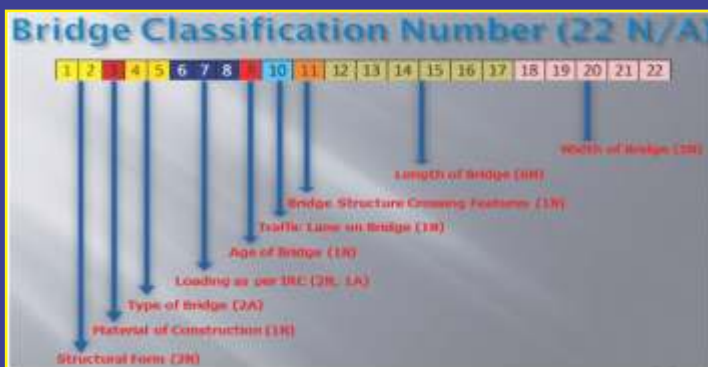 Bridge Classification Number (22 N/A)
1 2 3 4 5 6 7 8 9 10 11 12 13 14 15 16 17 18 19 20 21 22
Width of Bridge (5N)
Length of Bridge (6N)
Bridge Structure Crossing Features (1N)
Traffic Lane on Bridge (1N)
Age of Bridge (1N)
Loading as per IRC (2N, 1A)
Type of Bridge (2A)
Material of Construction (1N)
Structural Form (2N)